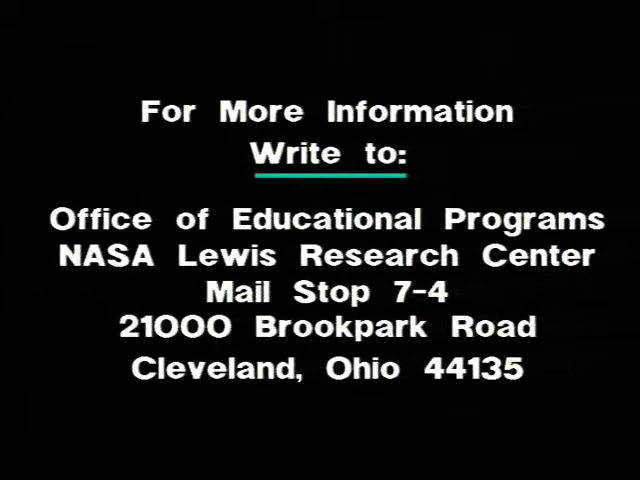 For More Information
Write to:
Office of Educational Programs
NASA Lewis Research Center
Mail Stop 7-4
21000 Brookpark Road
Cleveland, Ohio 44135